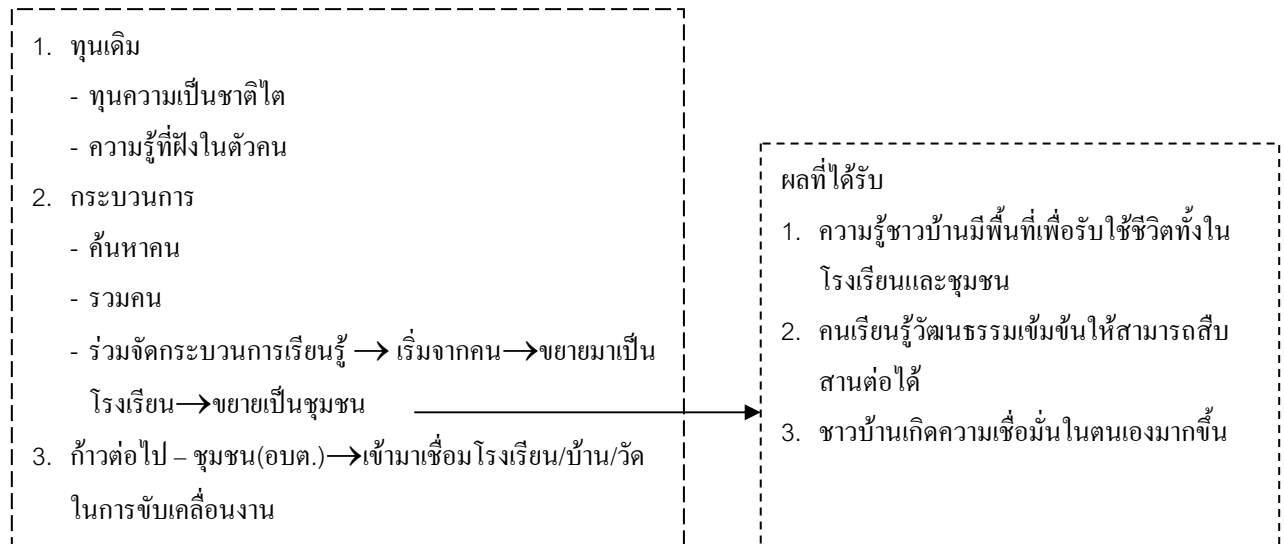 1. ทุนเดิม
- ทุนความเป็นชาติไต
- ความรู้ที่ฝังในตัวคน
2. กระบวนการ
- ค้นหาคน
- รวมคน
- ร่วมจัดกระบวนการเรียนรู้ → เริ่มจากคน→ขยายมาเป็น
โรงเรียน→ขยายเป็นชุมชน
3. ก้าวต่อไป – ชุมชน(อบต.)→เข้ามาเชื่อมโรงเรียน/บ้าน/วัด
ในการขับเคลื่อนงาน
ผลที่ได้รับ
1. ความรู้ชาวบ้านมีพื้นที่เพื่อรับใช้ชีวิตทั้งใน
โรงเรียนและชุมชน
2. คนเรียนรู้วัฒนธรรมเข้มข้นให้สามารถสืบ
สานต่อได้
3. ชาวบ้านเกิดความเชื่อมั่นในตนเองมากขึ้น